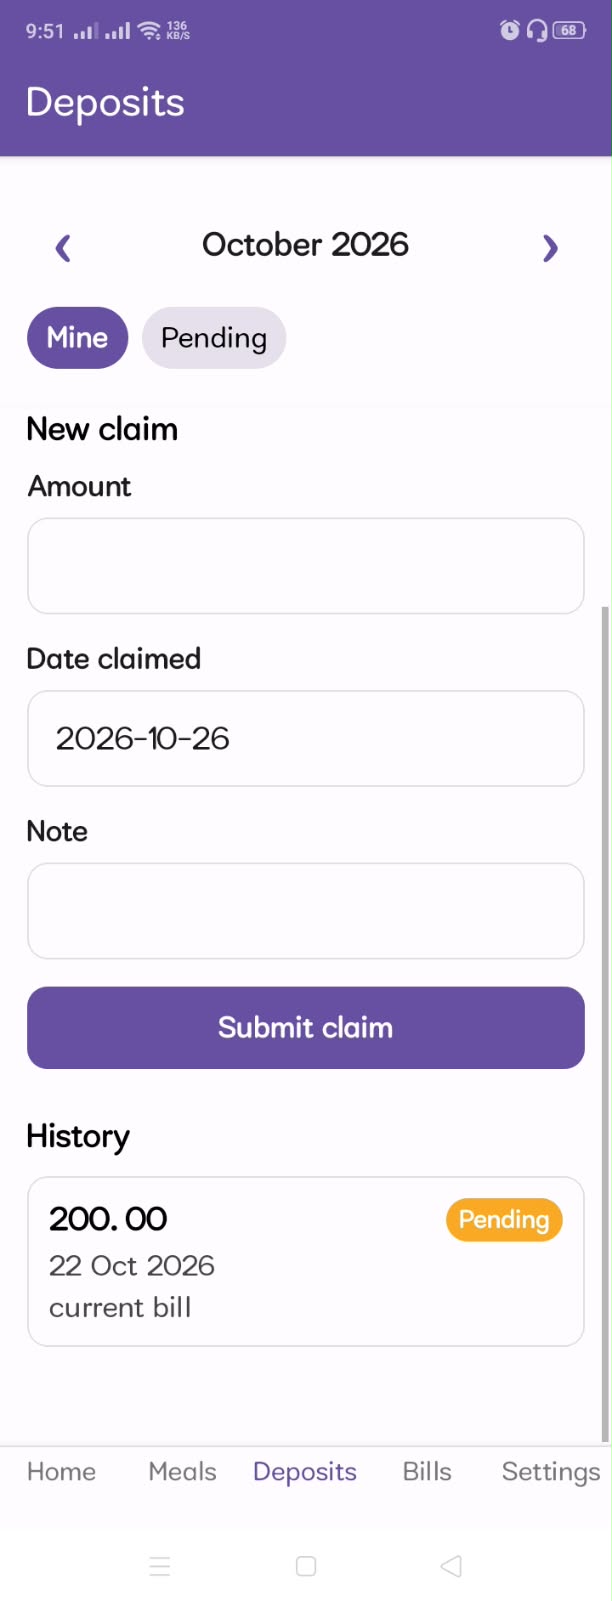 9:51 136 KB/S 68
Deposits
October 2026
Mine Pending
New claim
Amount
Date claimed
2026-10-26
Note
Submit claim
History
200.00 Pending
22 Oct 2026
current bill
Home Meals Deposits Bills Settings